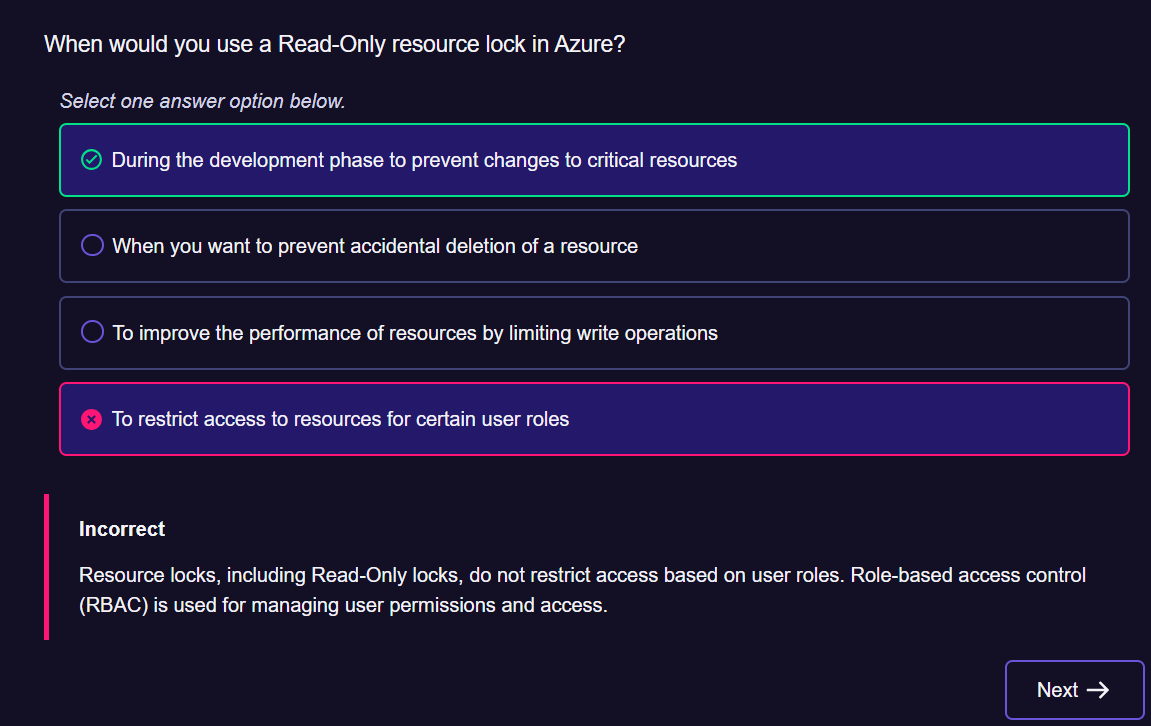 When would you use a Read-Only resource lock in Azure?
Select one answer option below.
During the development phase to prevent changes to critical resources
When you want to prevent accidental deletion of a resource
To improve the performance of resources by limiting write operations
To restrict access to resources for certain user roles
Incorrect
Resource locks, including Read-Only locks, do not restrict access based on user roles. Role-based access control
(RBAC) is used for managing user permissions and access.
Next